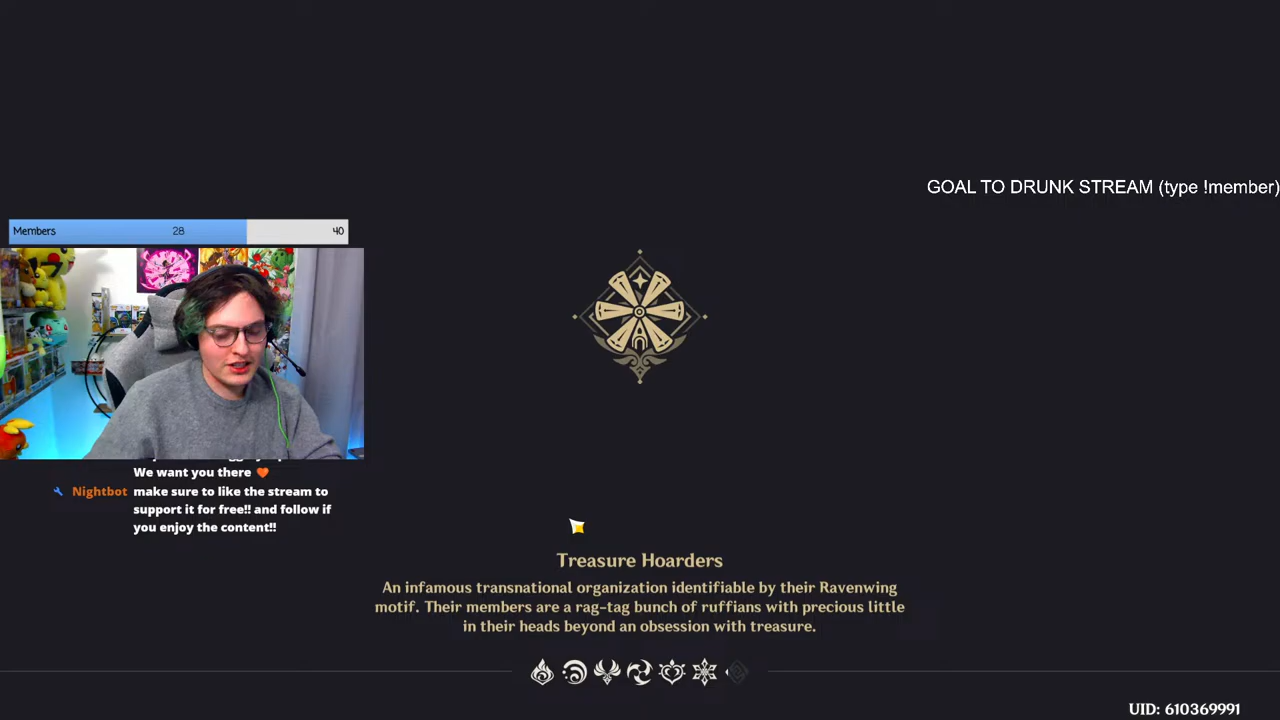 GOAL TO DRUNK STREAM (type !member)
Members 28 40
We want you there
Nightbot make sure to like the stream to
support it for free!! and follow if
you enjoy the content!!
Treasure Hoarders
An infamous transnational organization identifiable by their Ravenwing
motif. Their members are a rag-tag bunch of ruffians with precious little
in their heads beyond an obsession with treasure.
UID: 610369991